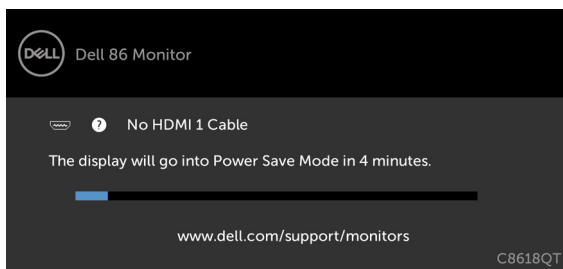 DELL Dell 86 Monitor
? No HDMI 1 Cable
The display will go into Power Save Mode in 4 minutes.
www.dell.com/support/monitors
C8618QT